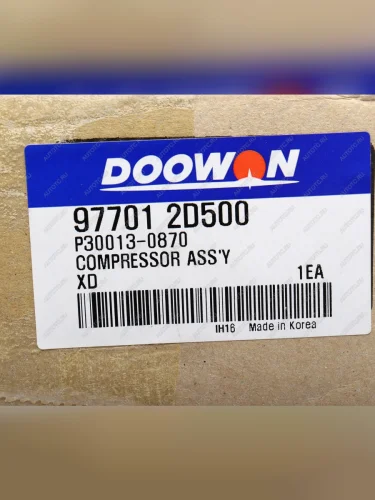 DOOWON
97701 2D500
P30013-0870
COMPRESSOR ASS'Y
XD 1EA
IH16 Made in Korea